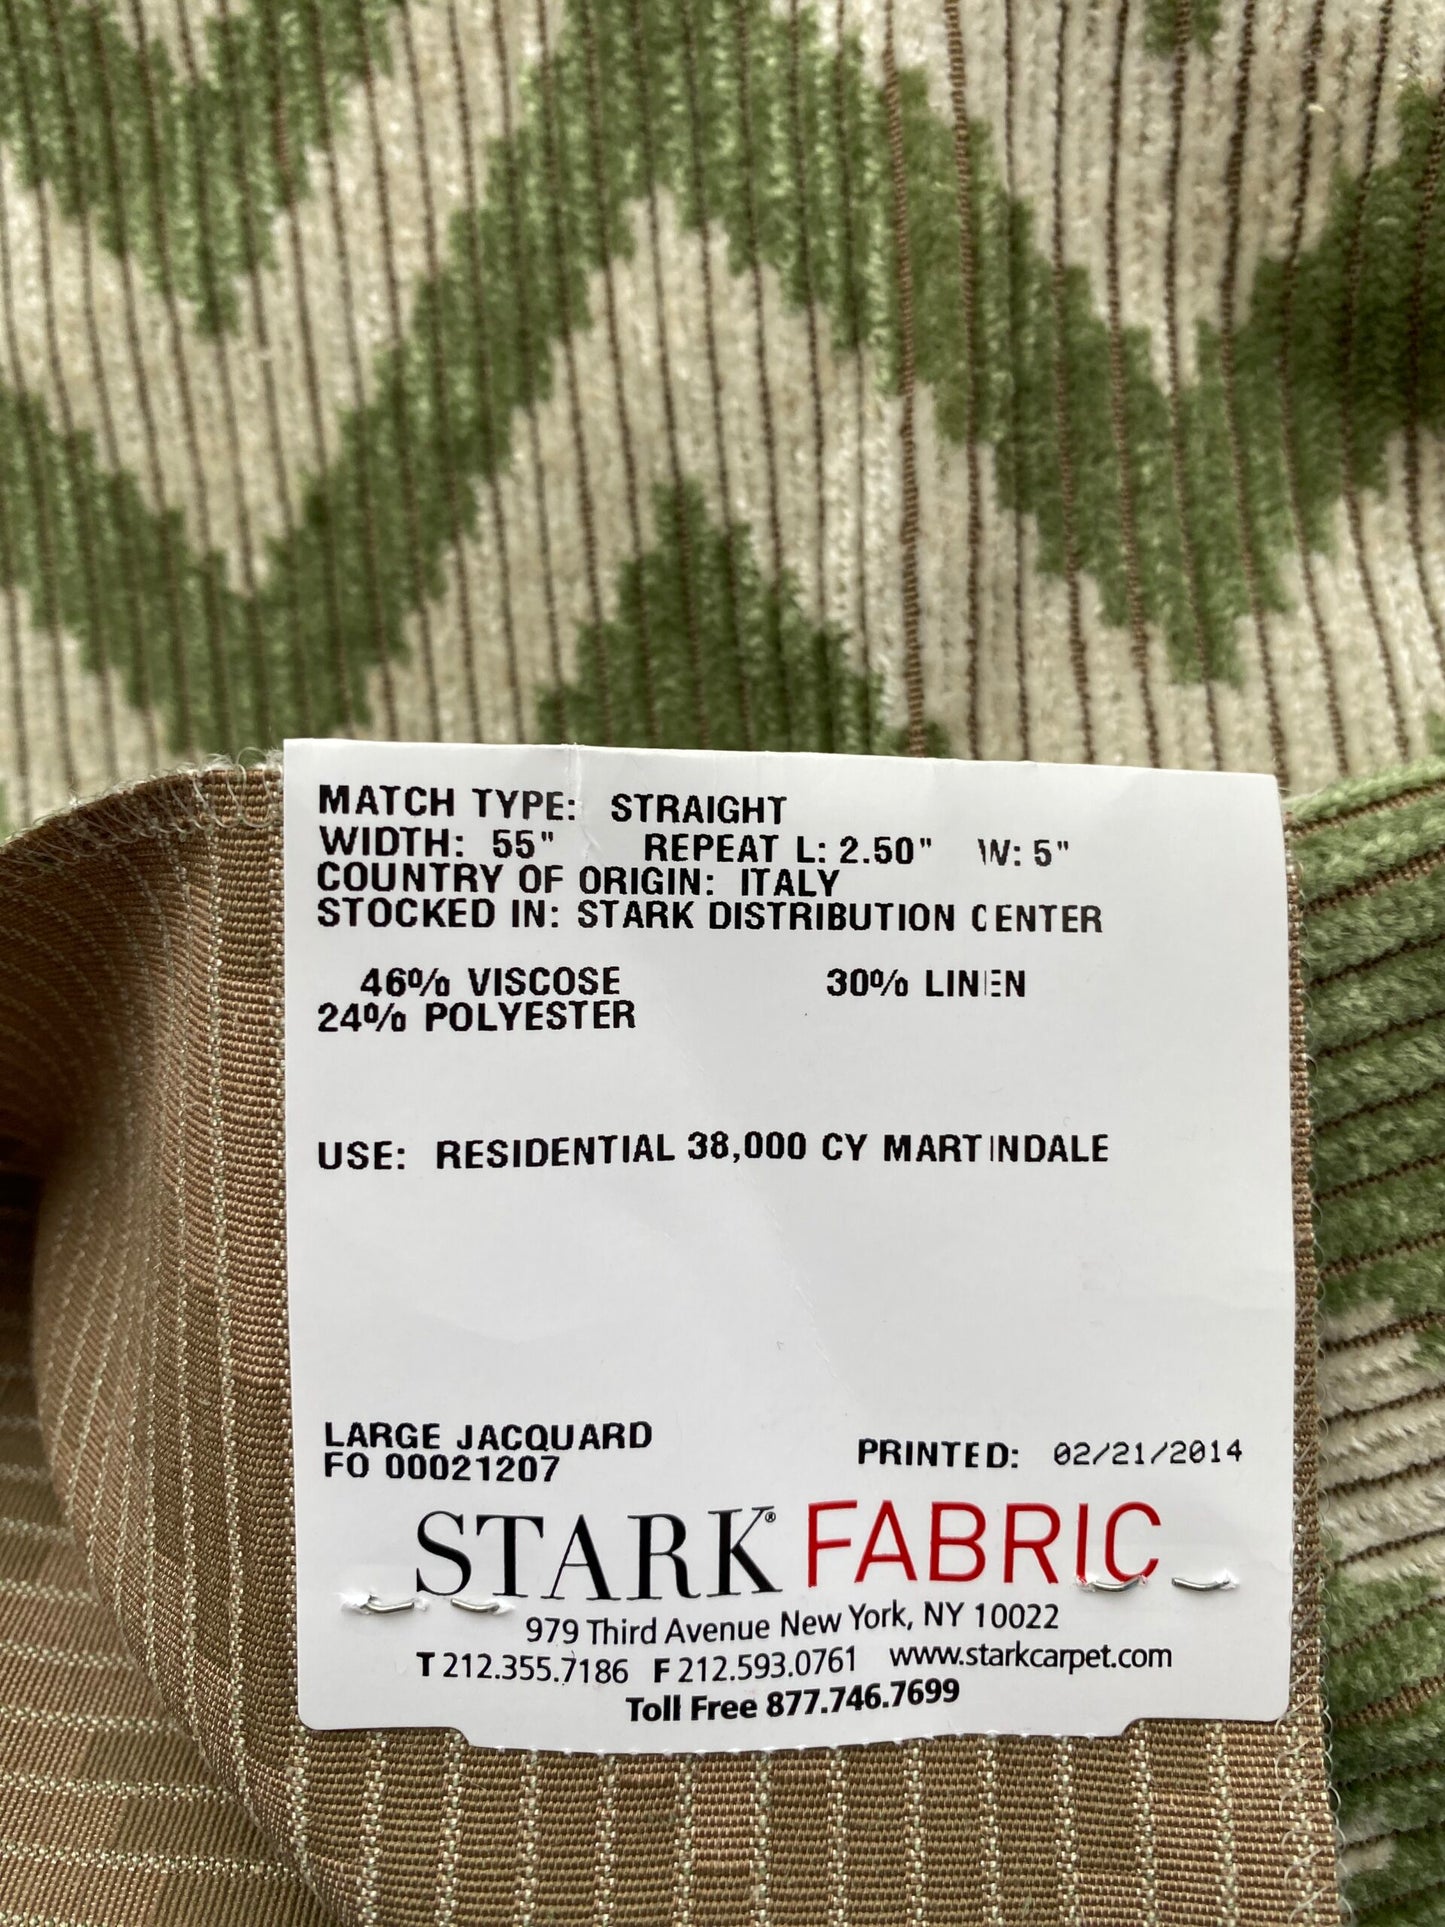 MATCH TYPE: STRAIGHT
WIDTH: 55" REPEAT L: 2.50" W: 5"
COUNTRY OF ORIGIN: ITALY
STOCKED IN: STARK DISTRIBUTION CENTER
46% VISCOSE 30% LINEN
24% POLYESTER
USE: RESIDENTIAL 38,000 CY MARTINDALE
LARGE JACQUARD
FO 00021207 PRINTED: 02/21/2014
STARK® FABRIC
979 Third Avenue New York, NY 10022
T 212.355.7186 F 212.593.0761 www.starkcarpet.com
Toll Free 877.746.7699